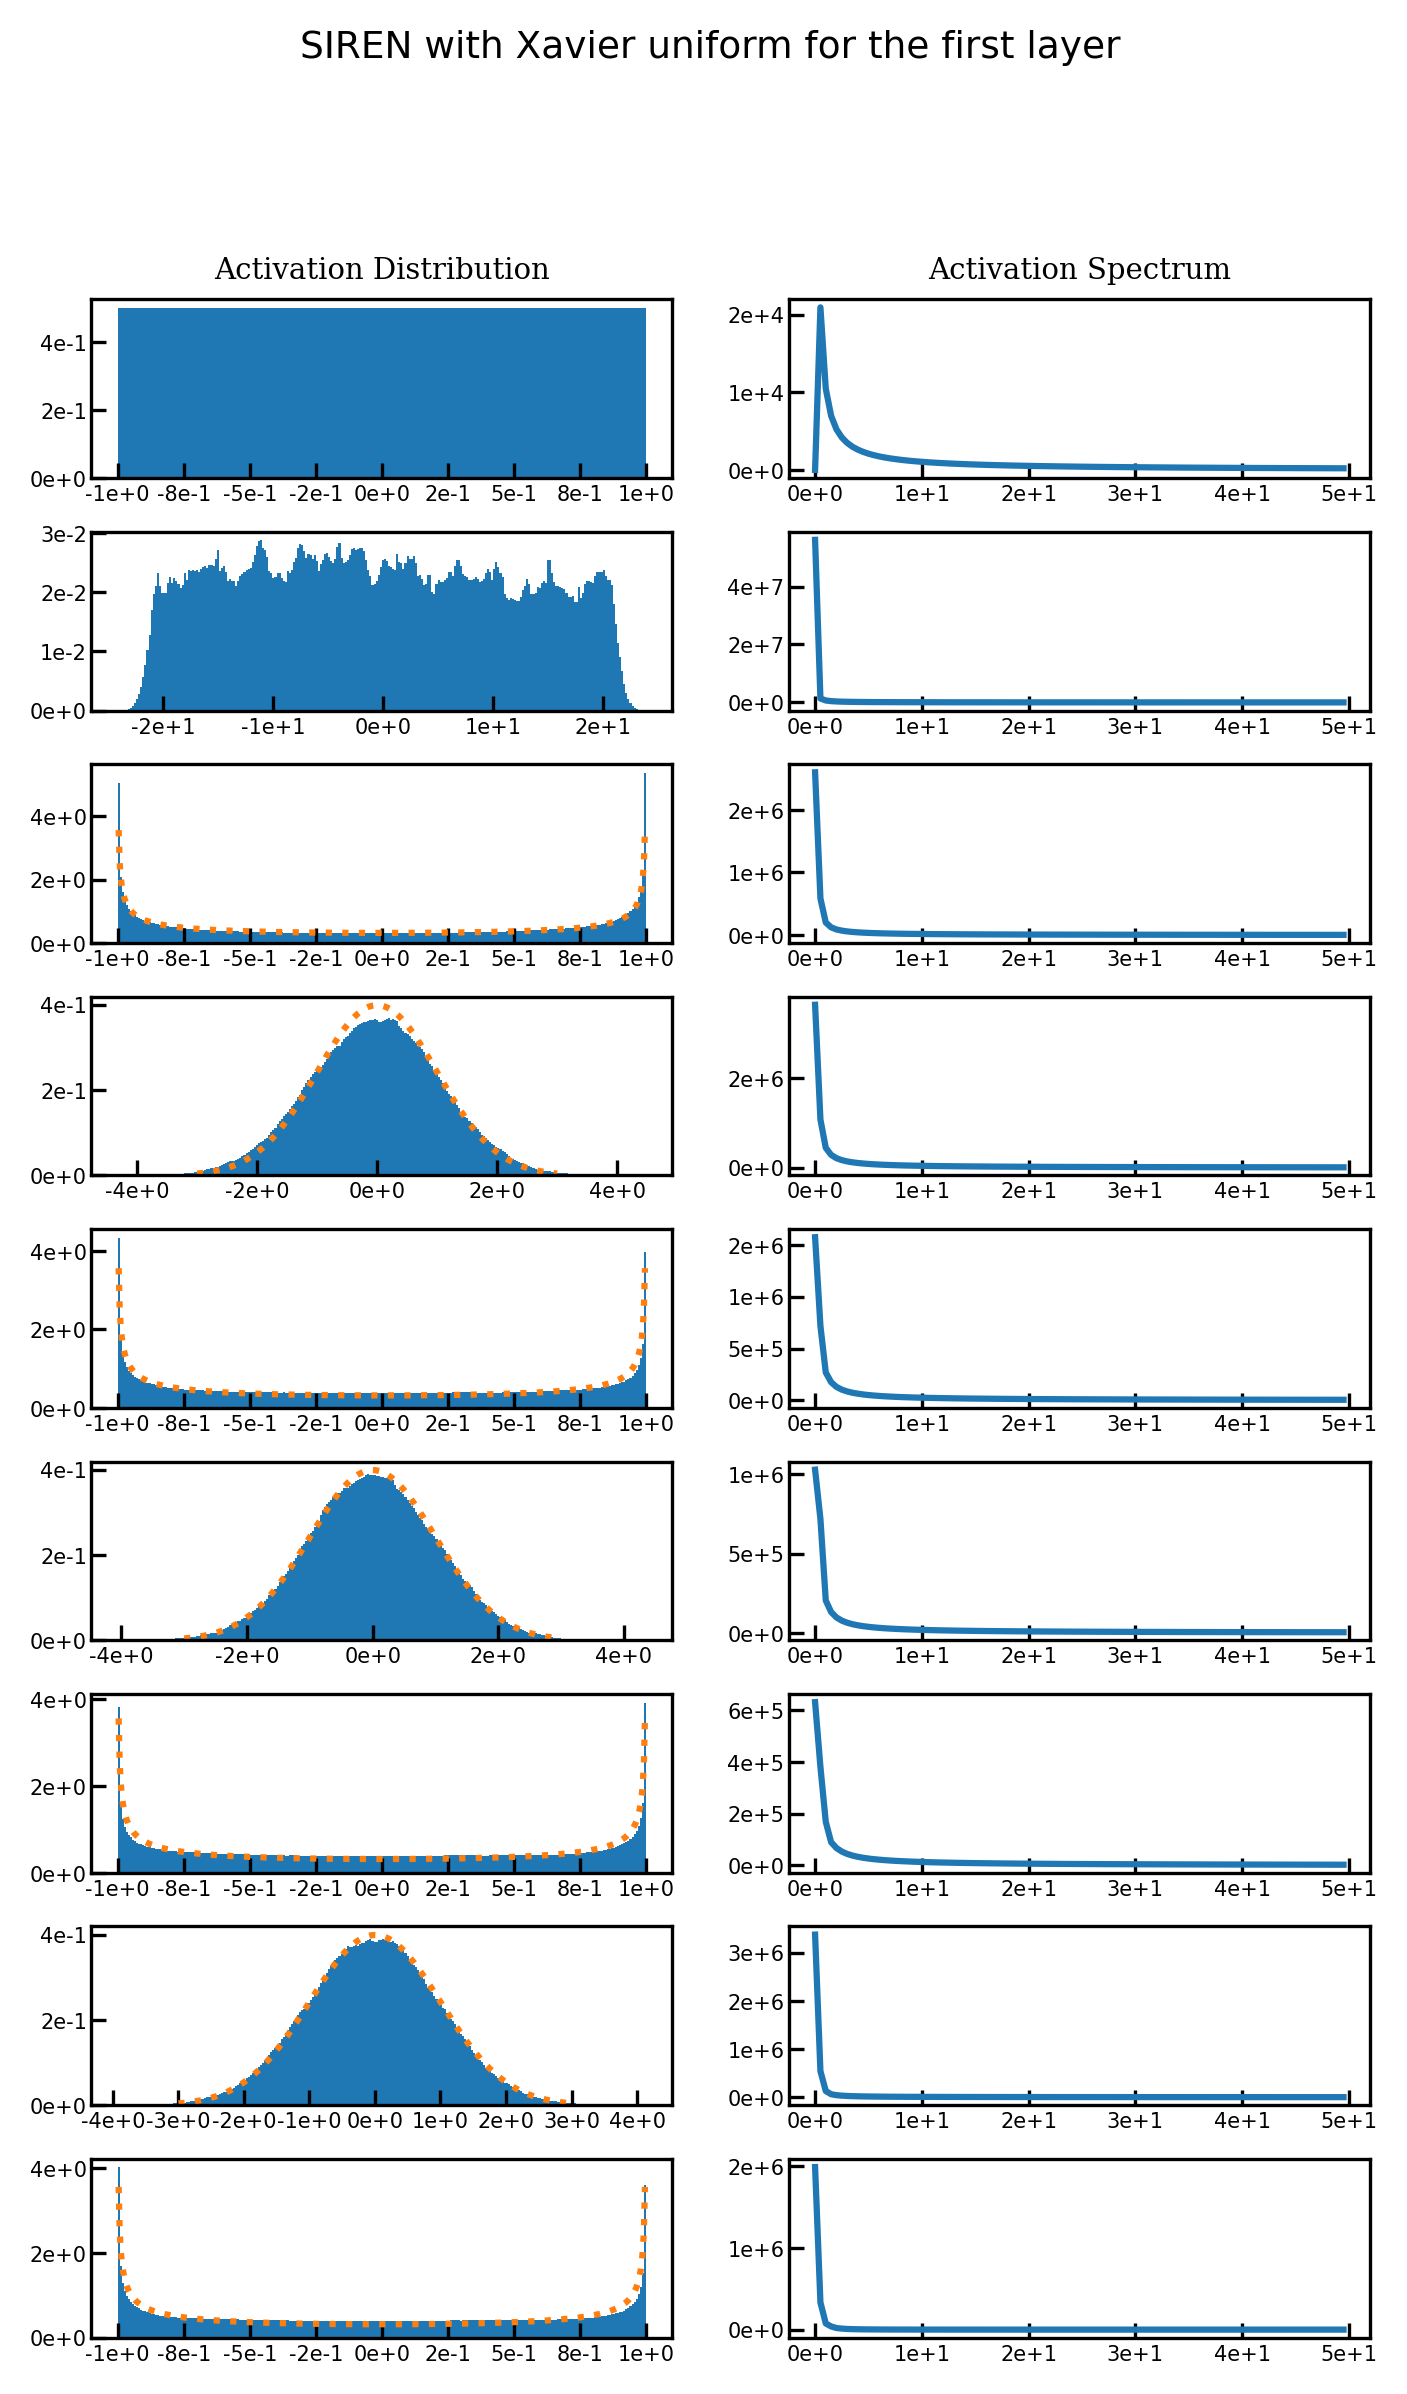 SIREN with Xavier uniform for the first layer
Activation Distribution
Activation Spectrum
4e-1
2e-1
0e+0
-1e+0 -8e-1 -5e-1 -2e-1 0e+0 2e-1 5e-1 8e-1 1e+0
2e+4
1e+4
0e+0
0e+0 1e+1 2e+1 3e+1 4e+1 5e+1
3e-2
2e-2
1e-2
0e+0
-2e+1 -1e+1 0e+0 1e+1 2e+1
4e+7
2e+7
0e+0
0e+0 1e+1 2e+1 3e+1 4e+1 5e+1
4e+0
2e+0
0e+0
-1e+0 -8e-1 -5e-1 -2e-1 0e+0 2e-1 5e-1 8e-1 1e+0
2e+6
1e+6
0e+0
0e+0 1e+1 2e+1 3e+1 4e+1 5e+1
4e-1
2e-1
0e+0
-4e+0 -2e+0 0e+0 2e+0 4e+0
2e+6
0e+0
0e+0 1e+1 2e+1 3e+1 4e+1 5e+1
4e+0
2e+0
0e+0
-1e+0 -8e-1 -5e-1 -2e-1 0e+0 2e-1 5e-1 8e-1 1e+0
2e+6
1e+6
5e+5
0e+0
0e+0 1e+1 2e+1 3e+1 4e+1 5e+1
4e-1
2e-1
0e+0
-4e+0 -2e+0 0e+0 2e+0 4e+0
1e+6
5e+5
0e+0
0e+0 1e+1 2e+1 3e+1 4e+1 5e+1
4e+0
2e+0
0e+0
-1e+0 -8e-1 -5e-1 -2e-1 0e+0 2e-1 5e-1 8e-1 1e+0
6e+5
4e+5
2e+5
0e+0
0e+0 1e+1 2e+1 3e+1 4e+1 5e+1
4e-1
2e-1
0e+0
-4e+0 -3e+0 -2e+0 -1e+0 0e+0 1e+0 2e+0 3e+0 4e+0
3e+6
2e+6
1e+6
0e+0
0e+0 1e+1 2e+1 3e+1 4e+1 5e+1
4e+0
2e+0
0e+0
-1e+0 -8e-1 -5e-1 -2e-1 0e+0 2e-1 5e-1 8e-1 1e+0
2e+6
1e+6
0e+0
0e+0 1e+1 2e+1 3e+1 4e+1 5e+1